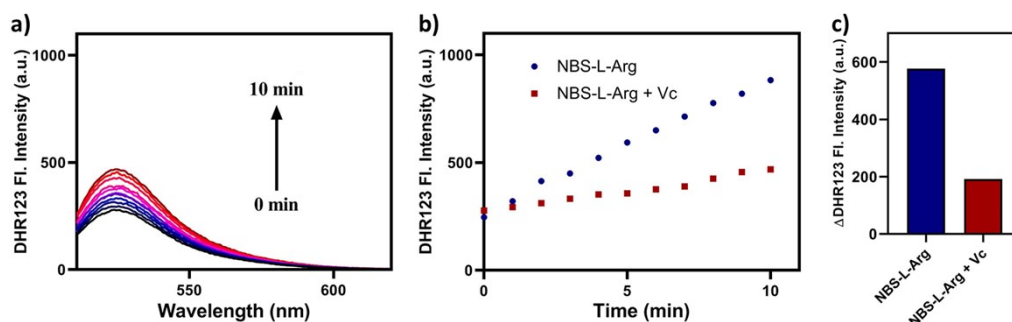 a)
DHR123 Fl. Intensity (a.u.)
1000
500
0
10 min
0 min
550
600
Wavelength (nm)
b)
DHR123 Fl. Intensity (a.u.)
1000
500
0
NBS-L-Arg
NBS-L-Arg + Vc
0
5
10
Time (min)
c)
ΔDHR123 Fl. Intensity (a.u.)
600
400
200
0
NBS-L-Arg
NBS-L-Arg + Vc